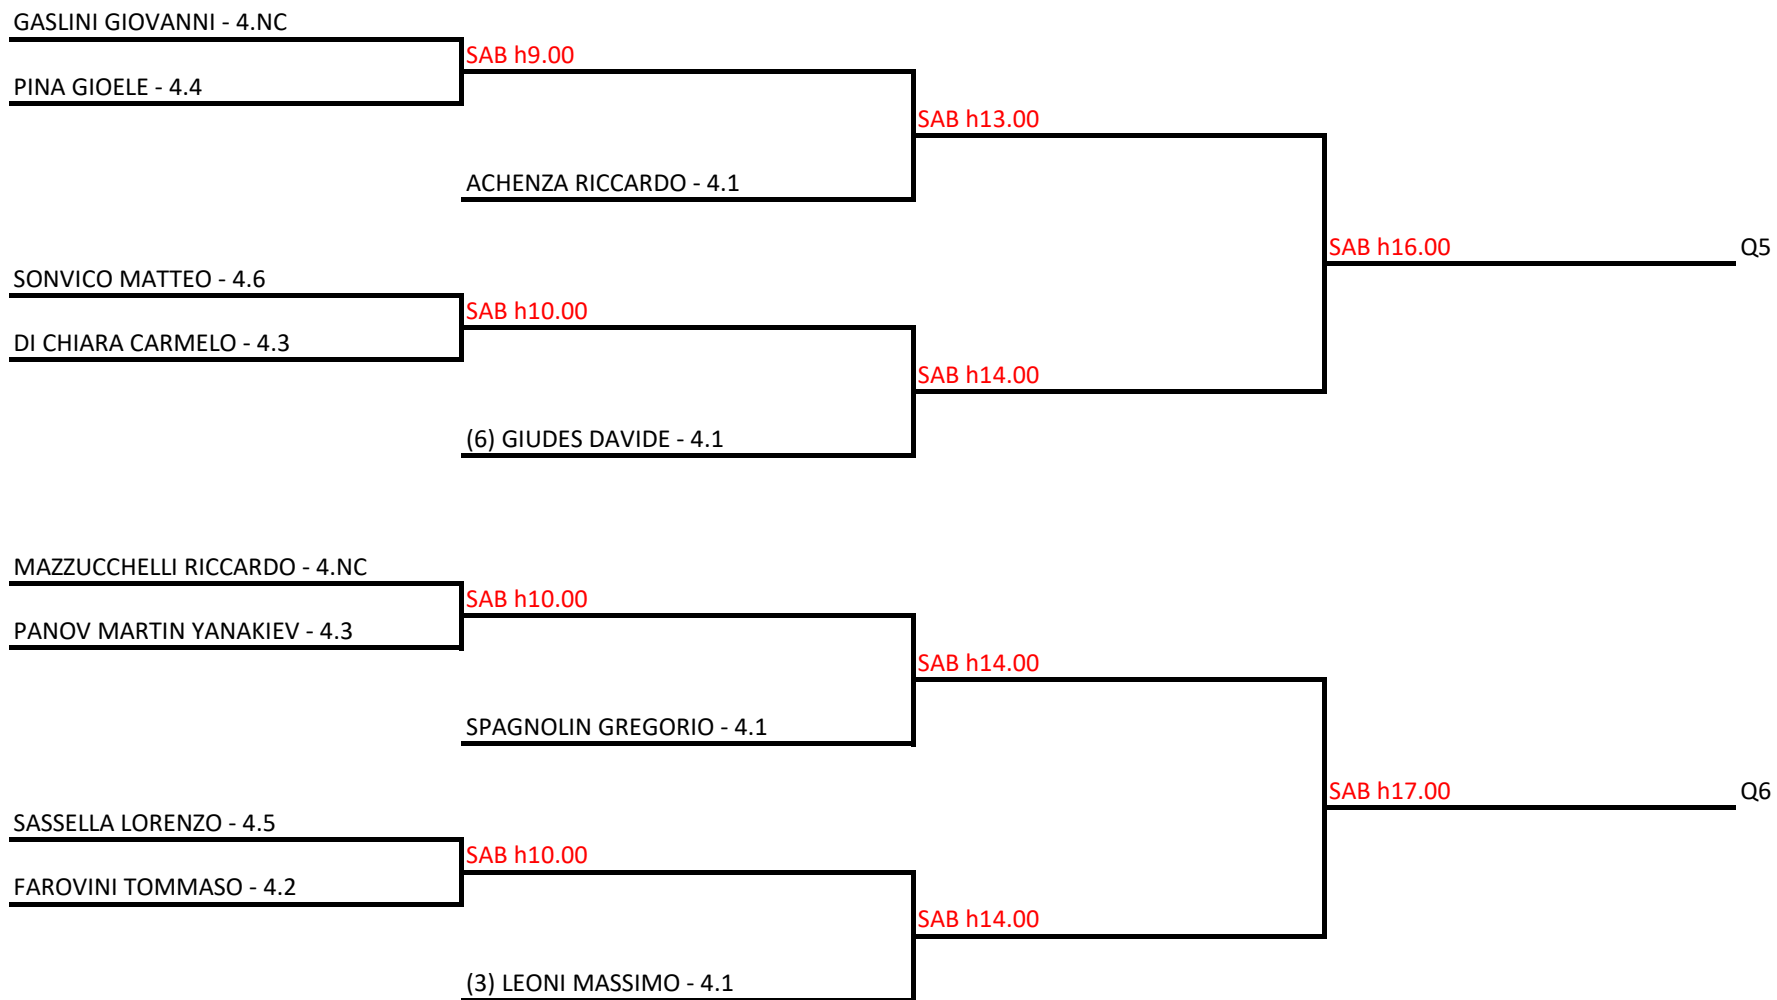 GASLINI GIOVANNI - 4.NC
SAB h9.00
PINA GIOELE - 4.4
SAB h13.00
ACHENZA RICCARDO - 4.1
SAB h16.00
Q5
SONVICO MATTEO - 4.6
SAB h10.00
DI CHIARA CARMELO - 4.3
SAB h14.00
(6) GIUDES DAVIDE - 4.1
MAZZUCCHELLI RICCARDO - 4.NC
SAB h10.00
PANOV MARTIN YANAKIEV - 4.3
SAB h14.00
SPAGNOLIN GREGORIO - 4.1
SAB h17.00
Q6
SASSELLA LORENZO - 4.5
SAB h10.00
FAROVINI TOMMASO - 4.2
SAB h14.00
(3) LEONI MASSIMO - 4.1